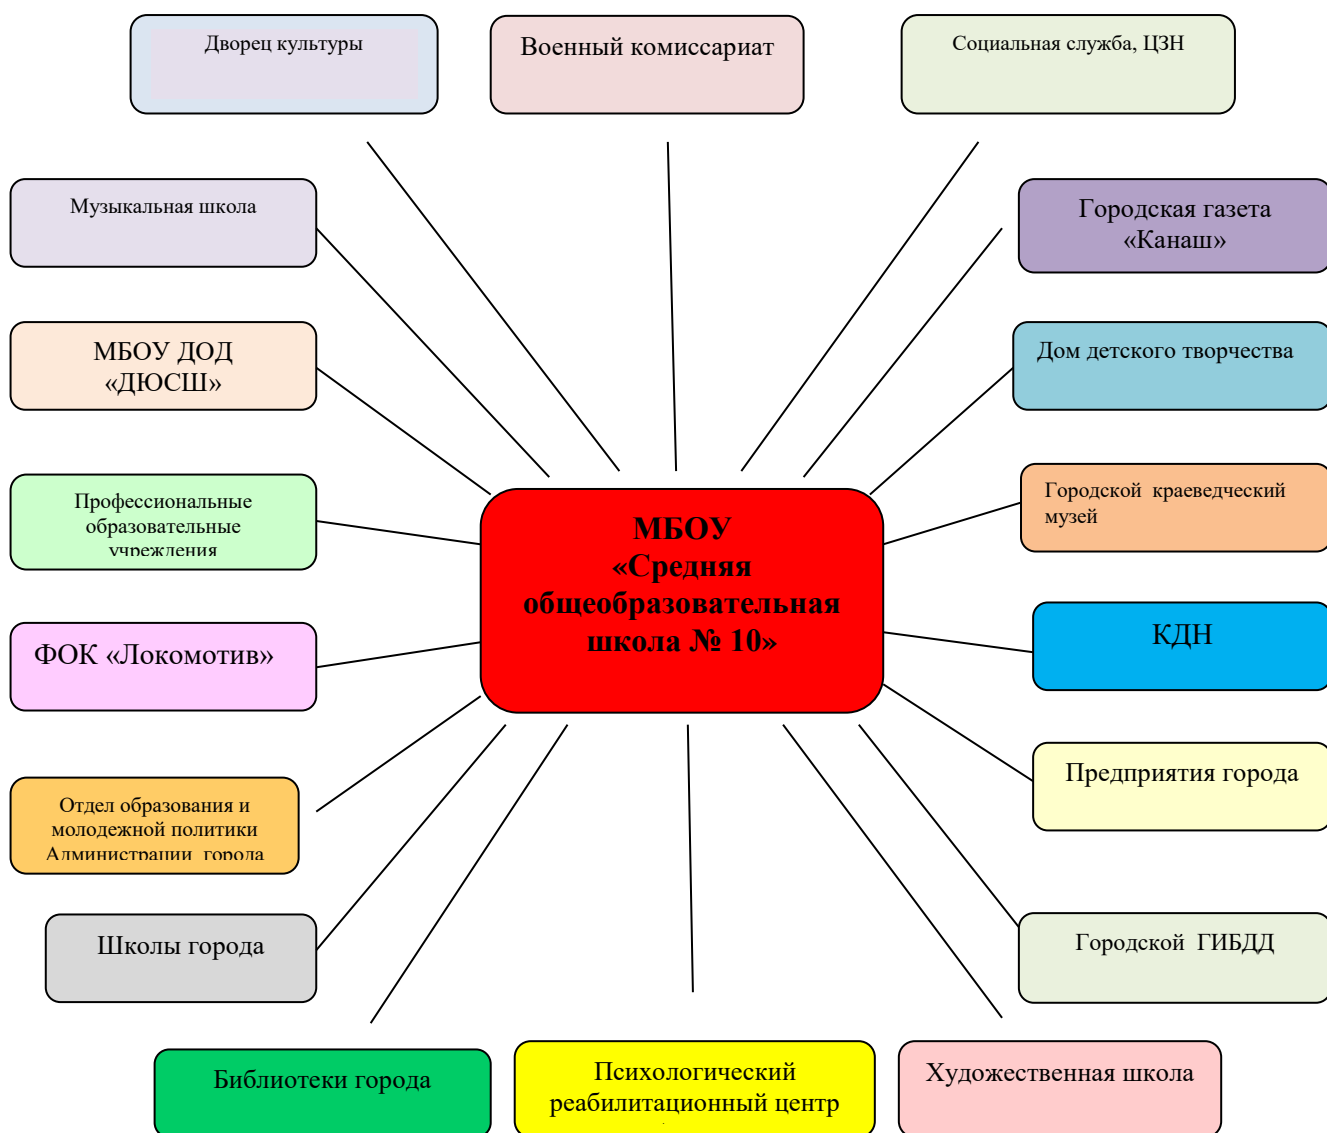 Дворец культуры
Военный комиссариат
Социальная служба, ЦЗН
Музыкальная школа
Городская газета
«Канаш»
МБОУ ДОД
«ДЮСШ»
Дом детского творчества
Профессиональные
образовательные
учреждения
Городской краеведческий
музей
МБОУ
«Средняя
общеобразовательная
школа № 10»
ФОК «Локомотив»
КДН
Отдел образования и
молодежной политики
Администрации города
Предприятия города
Школы города
Городской ГИБДД
Библиотеки города
Психологический
реабилитационный центр
Художественная школа